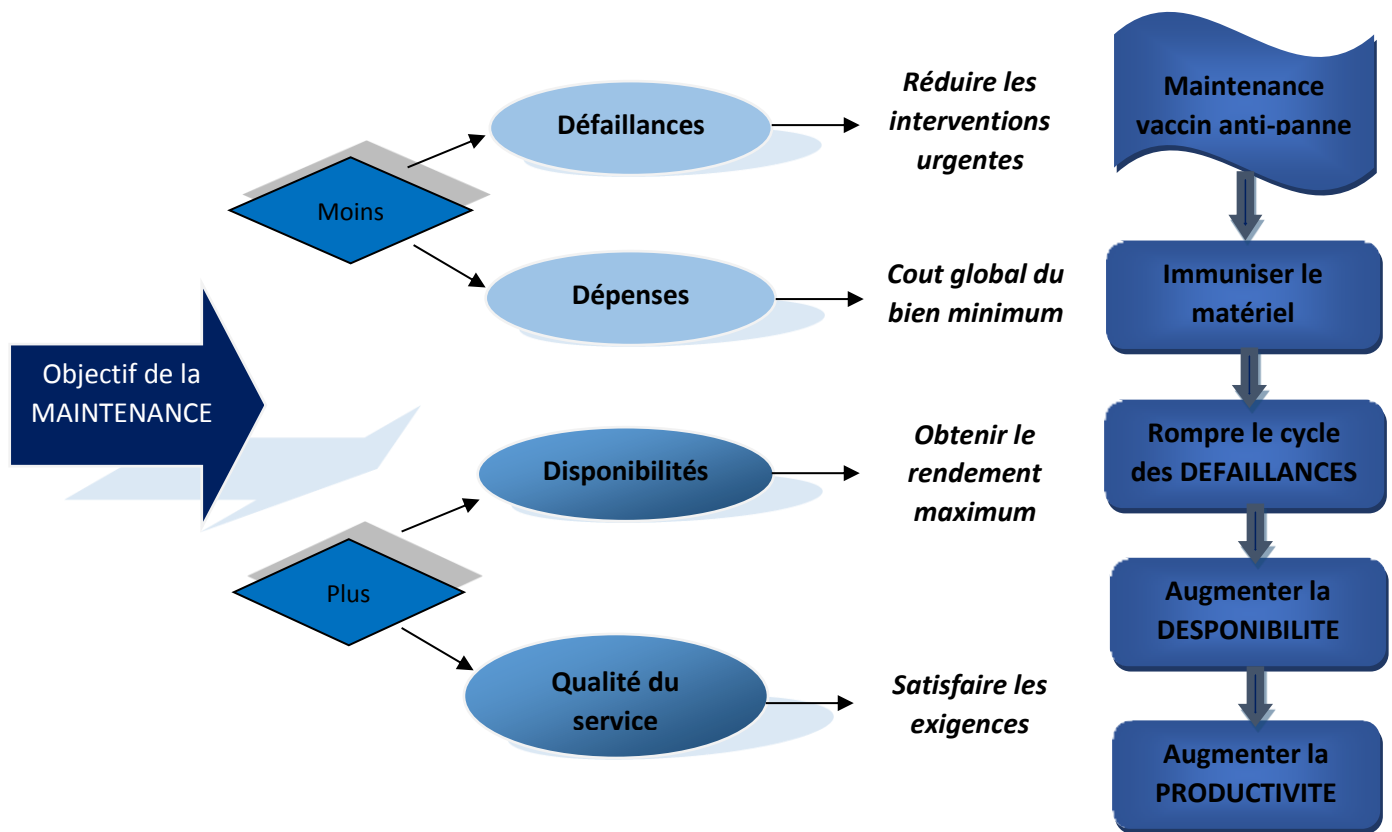 Objectif de la
MAINTENANCE
Moins
Défaillances
Réduire les
interventions
urgentes
Dépenses
Cout global du
bien minimum
Plus
Disponibilités
Obtenir le
rendement
maximum
Qualité du
service
Satisfaire les
exigences
Maintenance
vaccin anti-panne
Immuniser le
matériel
Rompre le cycle
des DEFAILLANCES
Augmenter la
DESPONIBILITE
Augmenter la
PRODUCTIVITE